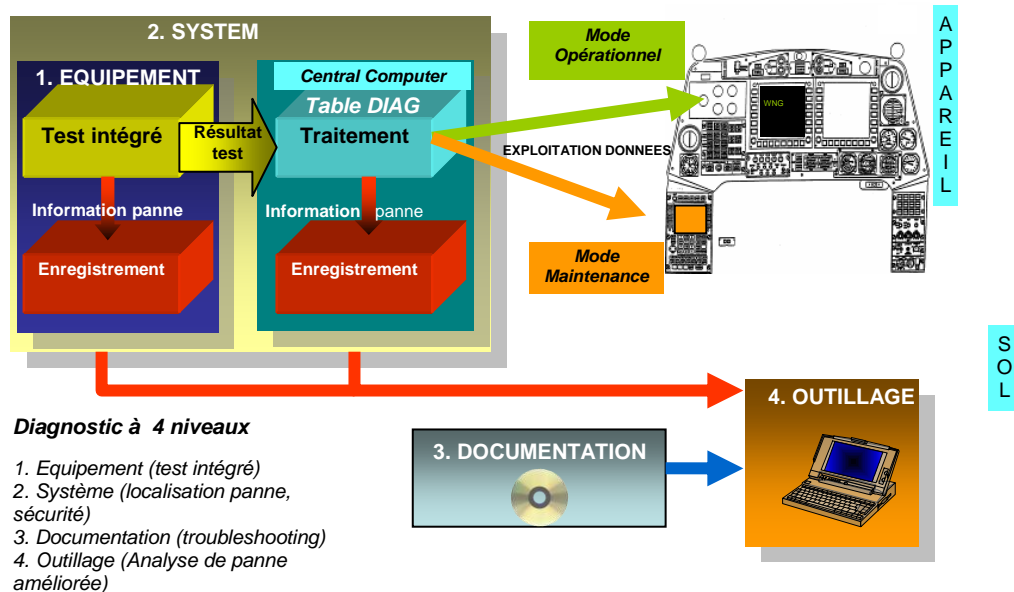 2. SYSTEM
1. EQUIPEMENT
Test intégré
Résultat
test
Central Computer
Table DIAG
Traitement
Information panne
Enregistrement
Information panne
Enregistrement
Mode
Opérationnel
EXPLOITATION DONNEES
Mode
Maintenance
WNG
A
P
P
A
R
E
I
L
S
O
L
4. OUTILLAGE
3. DOCUMENTATION
Diagnostic à 4 niveaux
1. Equipement (test intégré)
2. Système (localisation panne,
sécurité)
3. Documentation (troubleshooting)
4. Outillage (Analyse de panne
améliorée)